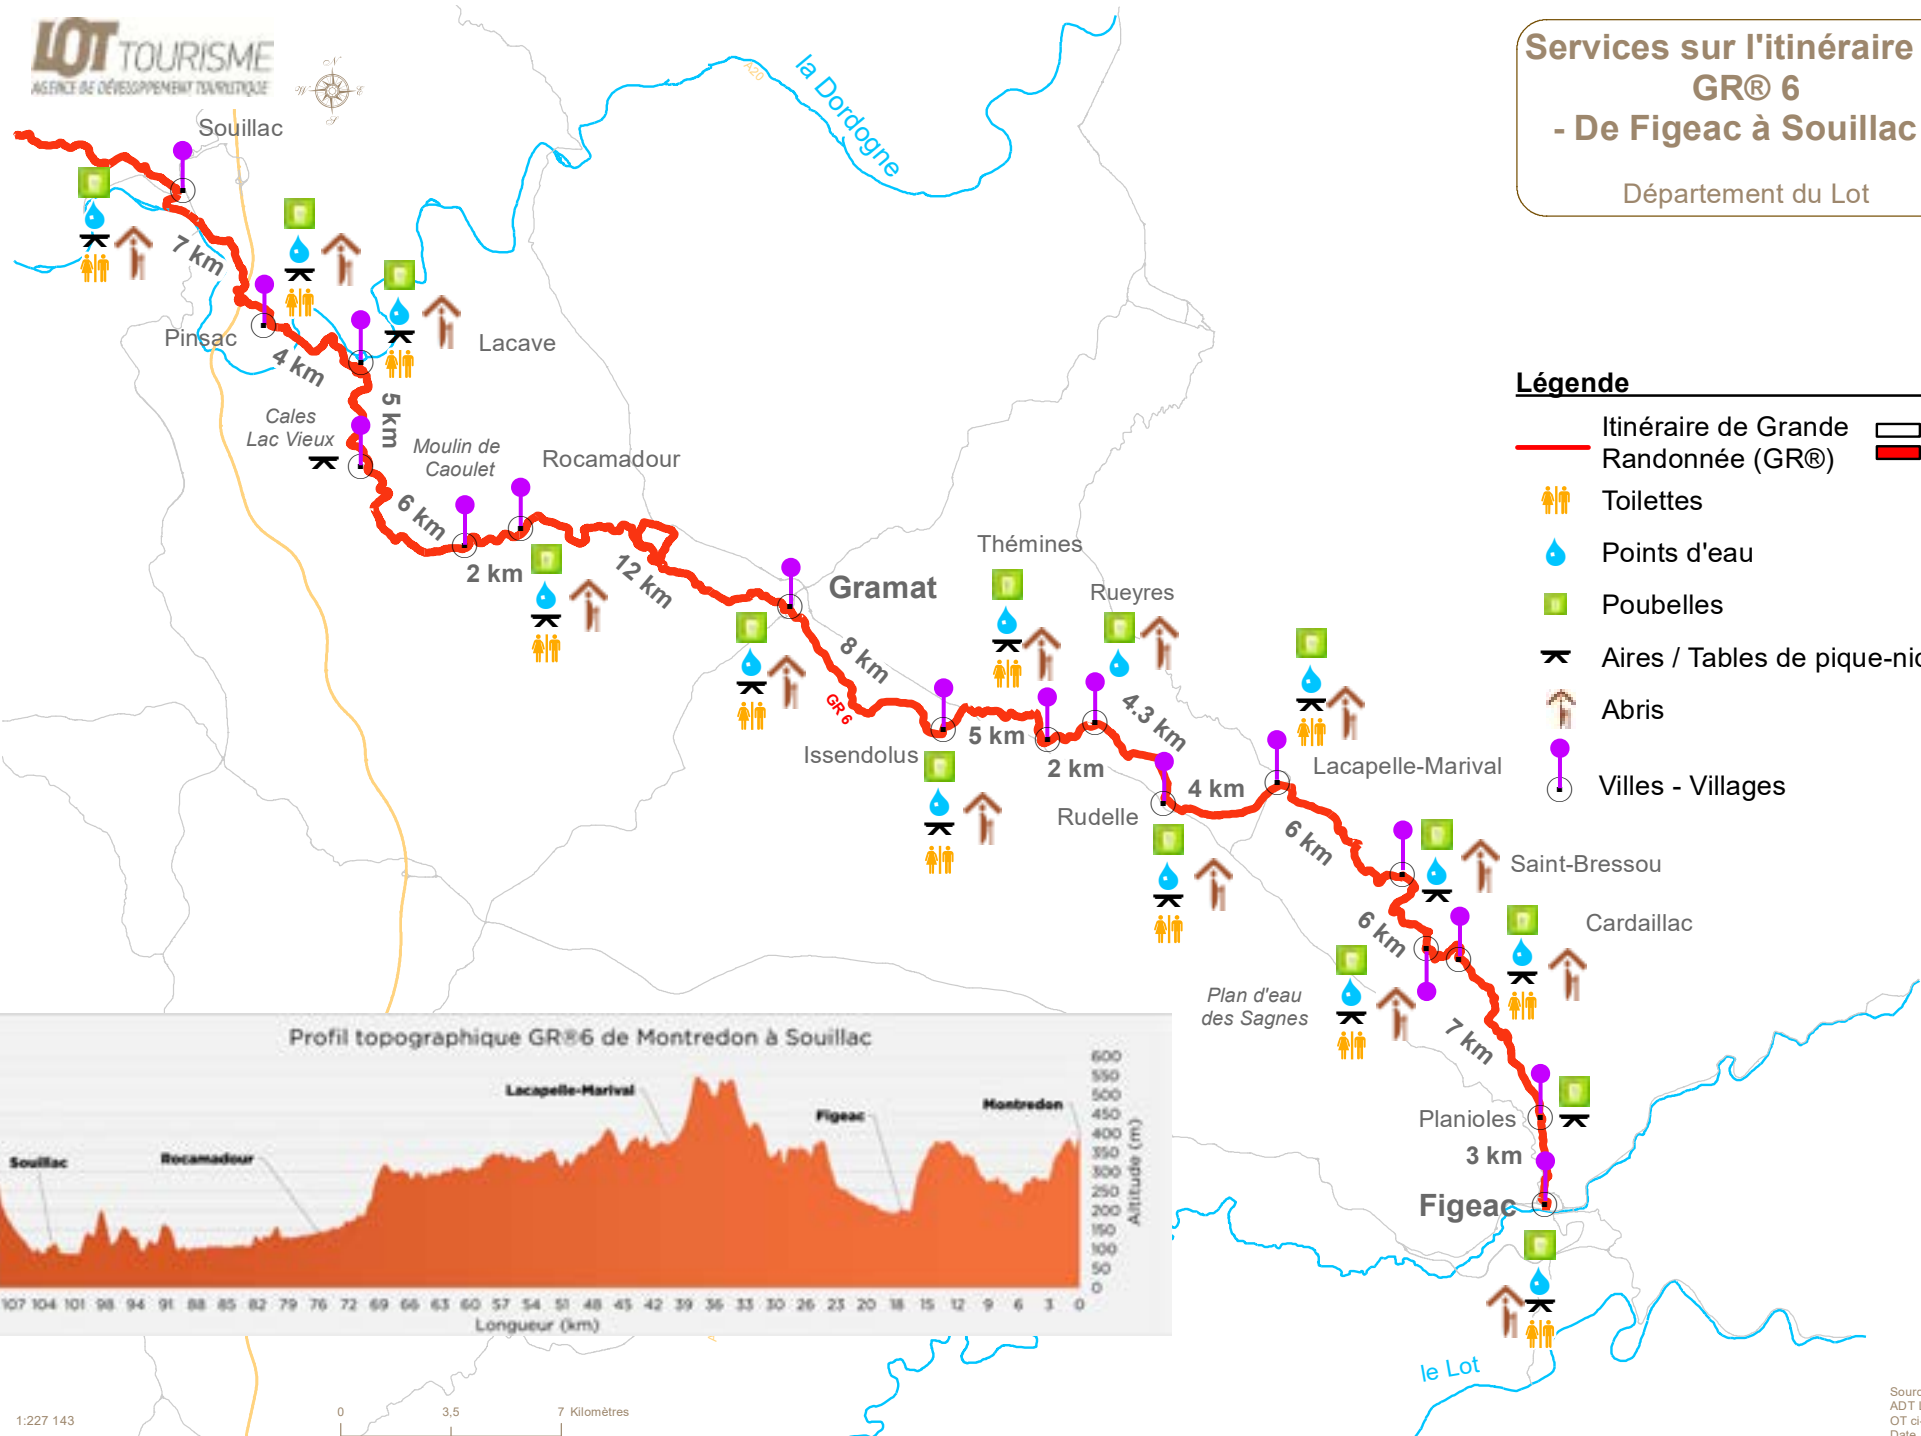 LOT TOURISME
AGENCE DE DÉVELOPPEMENT TOURISTIQUE
N
W
E
S
Services sur l'itinéraire
GR® 6
- De Figeac à Souillac
Département du Lot
A20
la Dordogne
Souillac
7 km
Pinsac
4 km
Lacave
5 km
Cales
Lac Vieux
Moulin de
Caoulet
Rocamadour
6 km
2 km
12 km
Gramat
8 km
GR 6
Thémines
Rueyres
Issendolus
5 km
2 km
4.3 km
Rudelle
4 km
Lacapelle-Marival
6 km
Saint-Bressou
6 km
Cardaillac
Plan d'eau
des Sagnes
7 km
Planioles
3 km
Figeac
le Lot
Légende
Itinéraire de Grande
Randonnée (GR®)
Toilettes
Points d'eau
Poubelles
Aires / Tables de pique-nic
Abris
Villes - Villages
Profil topographique GR®6 de Montredon à Souillac
Souillac
Rocamadour
Lacapelle-Marival
Figeac
Montredon
600
550
500
450
400
350
300
250
200
150
100
50
0
Altitude (m)
107 104 101 98 94 91 88 85 82 79 76 72 69 66 63 60 57 54 51 48 45 42 39 36 33 30 26 23 20 18 15 12 9 6 3 0
Longueur (km)
1:227 143
0 3,5 7 Kilomètres
Sourc
ADT L
OT ci-
Date